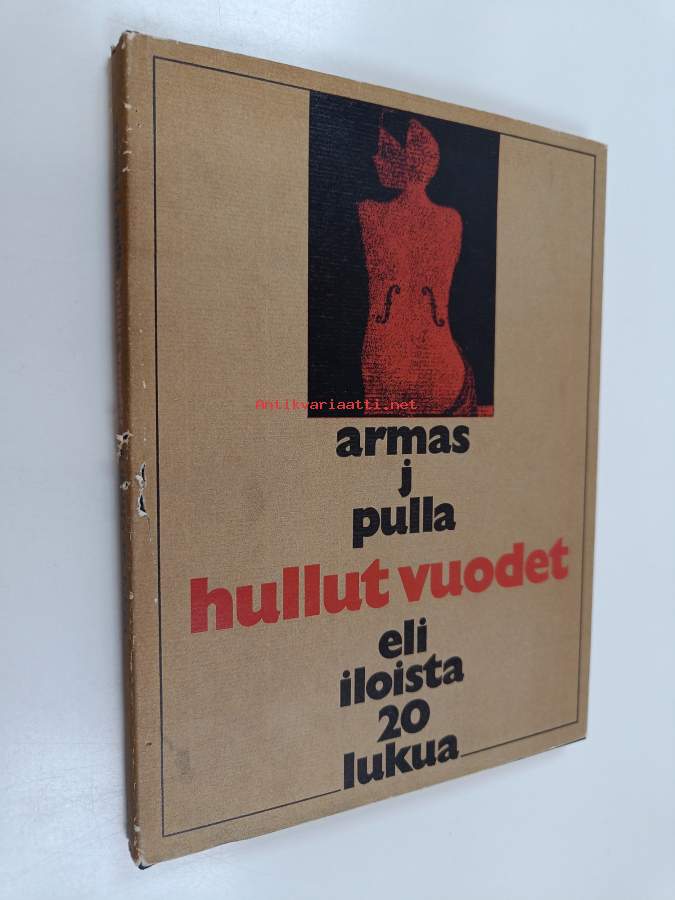 Antikvariaatti.net
armas
j
pulla
hullut vuodet
eli
iloista
20
lukua